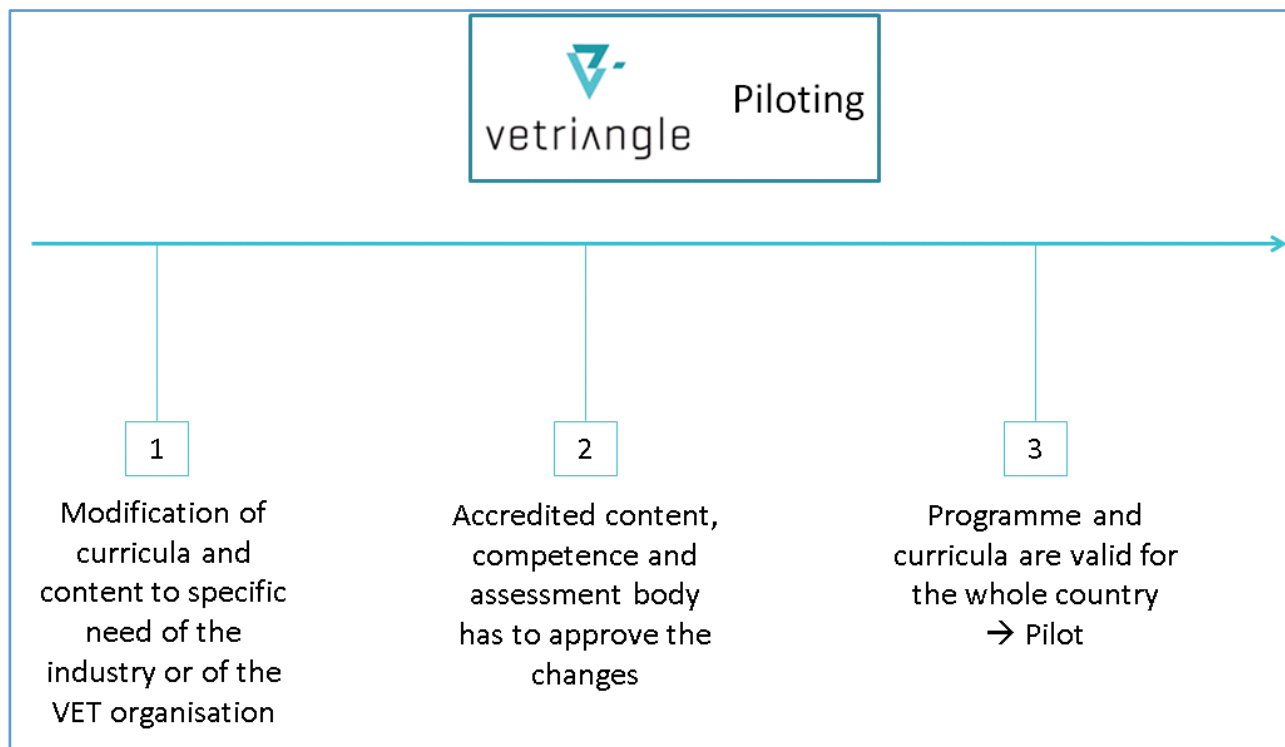 vetriʌngle
Piloting
1
Modification of
curricula and
content to specific
need of the
industry or of the
VET organisation
2
Accredited content,
competence and
assessment body
has to approve the
changes
3
Programme and
curricula are valid for
the whole country
→ Pilot